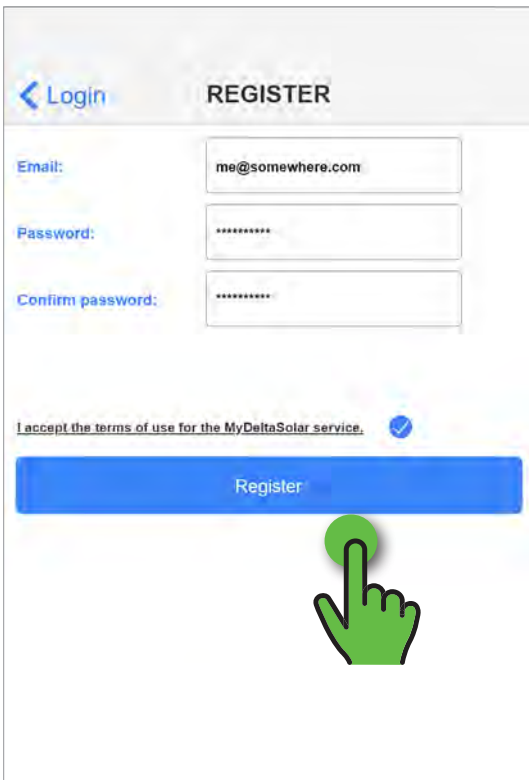 Login REGISTER
Email: me@somewhere.com
Password: **********
Confirm password: **********
I accept the terms of use for the MyDeltaSolar service.
Register